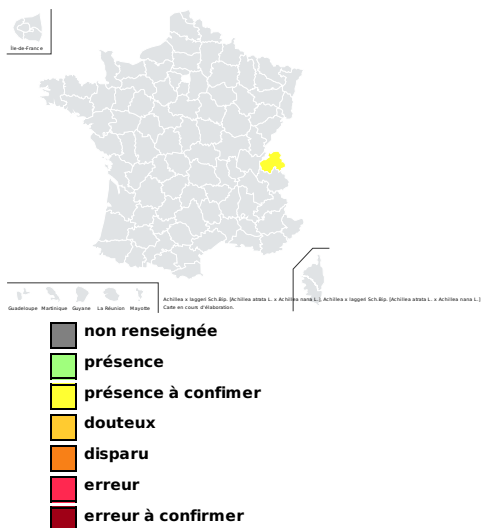 Île-de-France
Guadeloupe Martinique Guyane La Réunion Mayotte
Achillea x laggeri Sch.Bip. [Achillea atrata L. x Achillea nana L.], Achillea x laggeri Sch.Bip. [Achillea atrata L. x Achillea nana L.]
Carte en cours d'élaboration.
non renseignée
présence
présence à confimer
douteux
disparu
erreur
erreur à confirmer